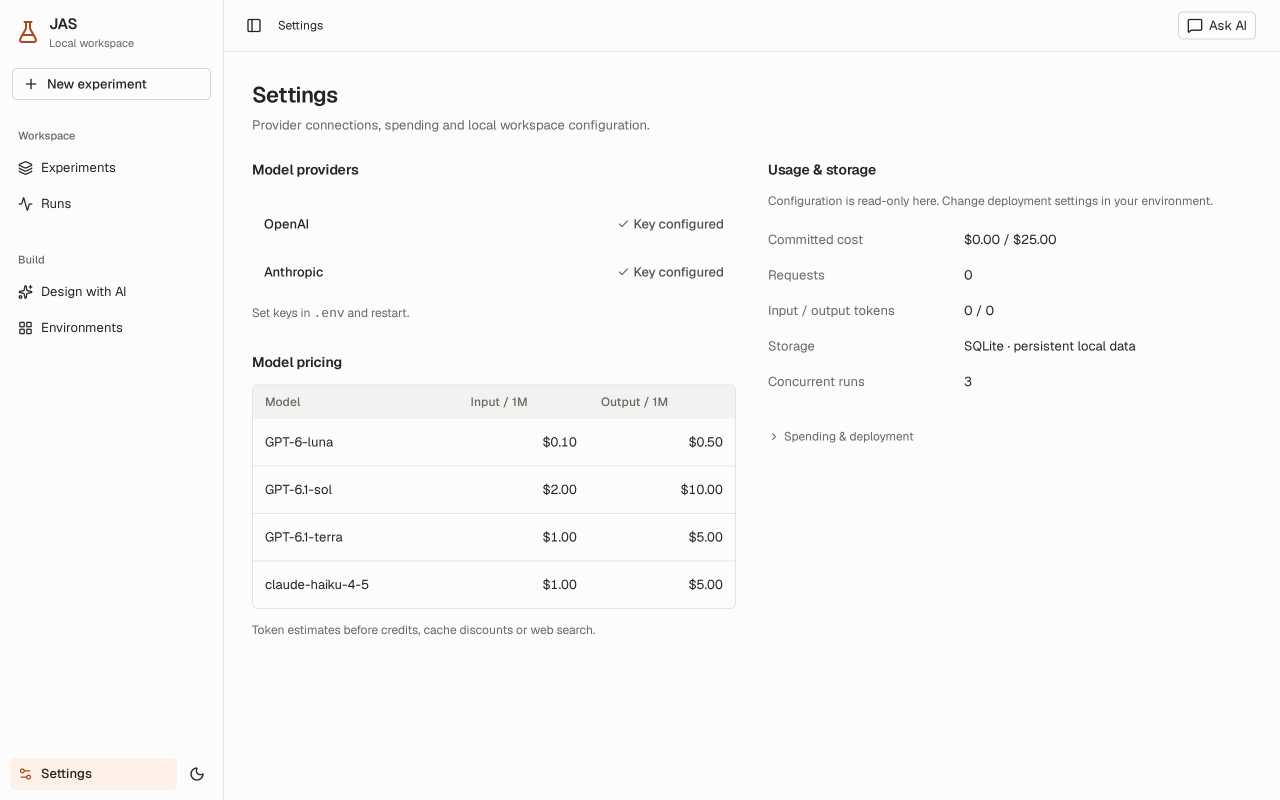 JAS
Local workspace
New experiment
Workspace
Experiments
Runs
Build
Design with AI
Environments
Settings
Settings
Ask AI
Settings
Provider connections, spending and local workspace configuration.
Model providers
OpenAI Key configured
Anthropic Key configured
Set keys in .env and restart.
Model pricing
Model Input / 1M Output / 1M
GPT-6-luna $0.10 $0.50
GPT-6.1-sol $2.00 $10.00
GPT-6.1-terra $1.00 $5.00
claude-haiku-4-5 $1.00 $5.00
Token estimates before credits, cache discounts or web search.
Usage & storage
Configuration is read-only here. Change deployment settings in your environment.
Committed cost $0.00 / $25.00
Requests 0
Input / output tokens 0 / 0
Storage SQLite · persistent local data
Concurrent runs 3
Spending & deployment